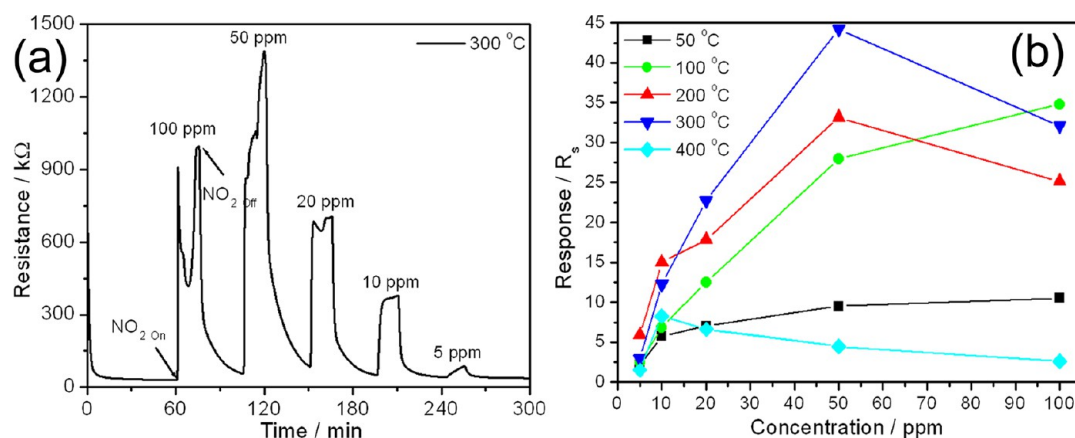 (a)
300 °C
50 ppm
100 ppm
NO2 Off
20 ppm
10 ppm
NO2 On
5 ppm
1500
1200
900
600
300
0
0 60 120 180 240 300
Resistance / kΩ
Time / min
(b)
50 °C
100 °C
200 °C
300 °C
400 °C
45
40
35
30
25
20
15
10
5
0
0 10 20 30 40 50 60 70 80 90 100
Response / Rs
Concentration / ppm